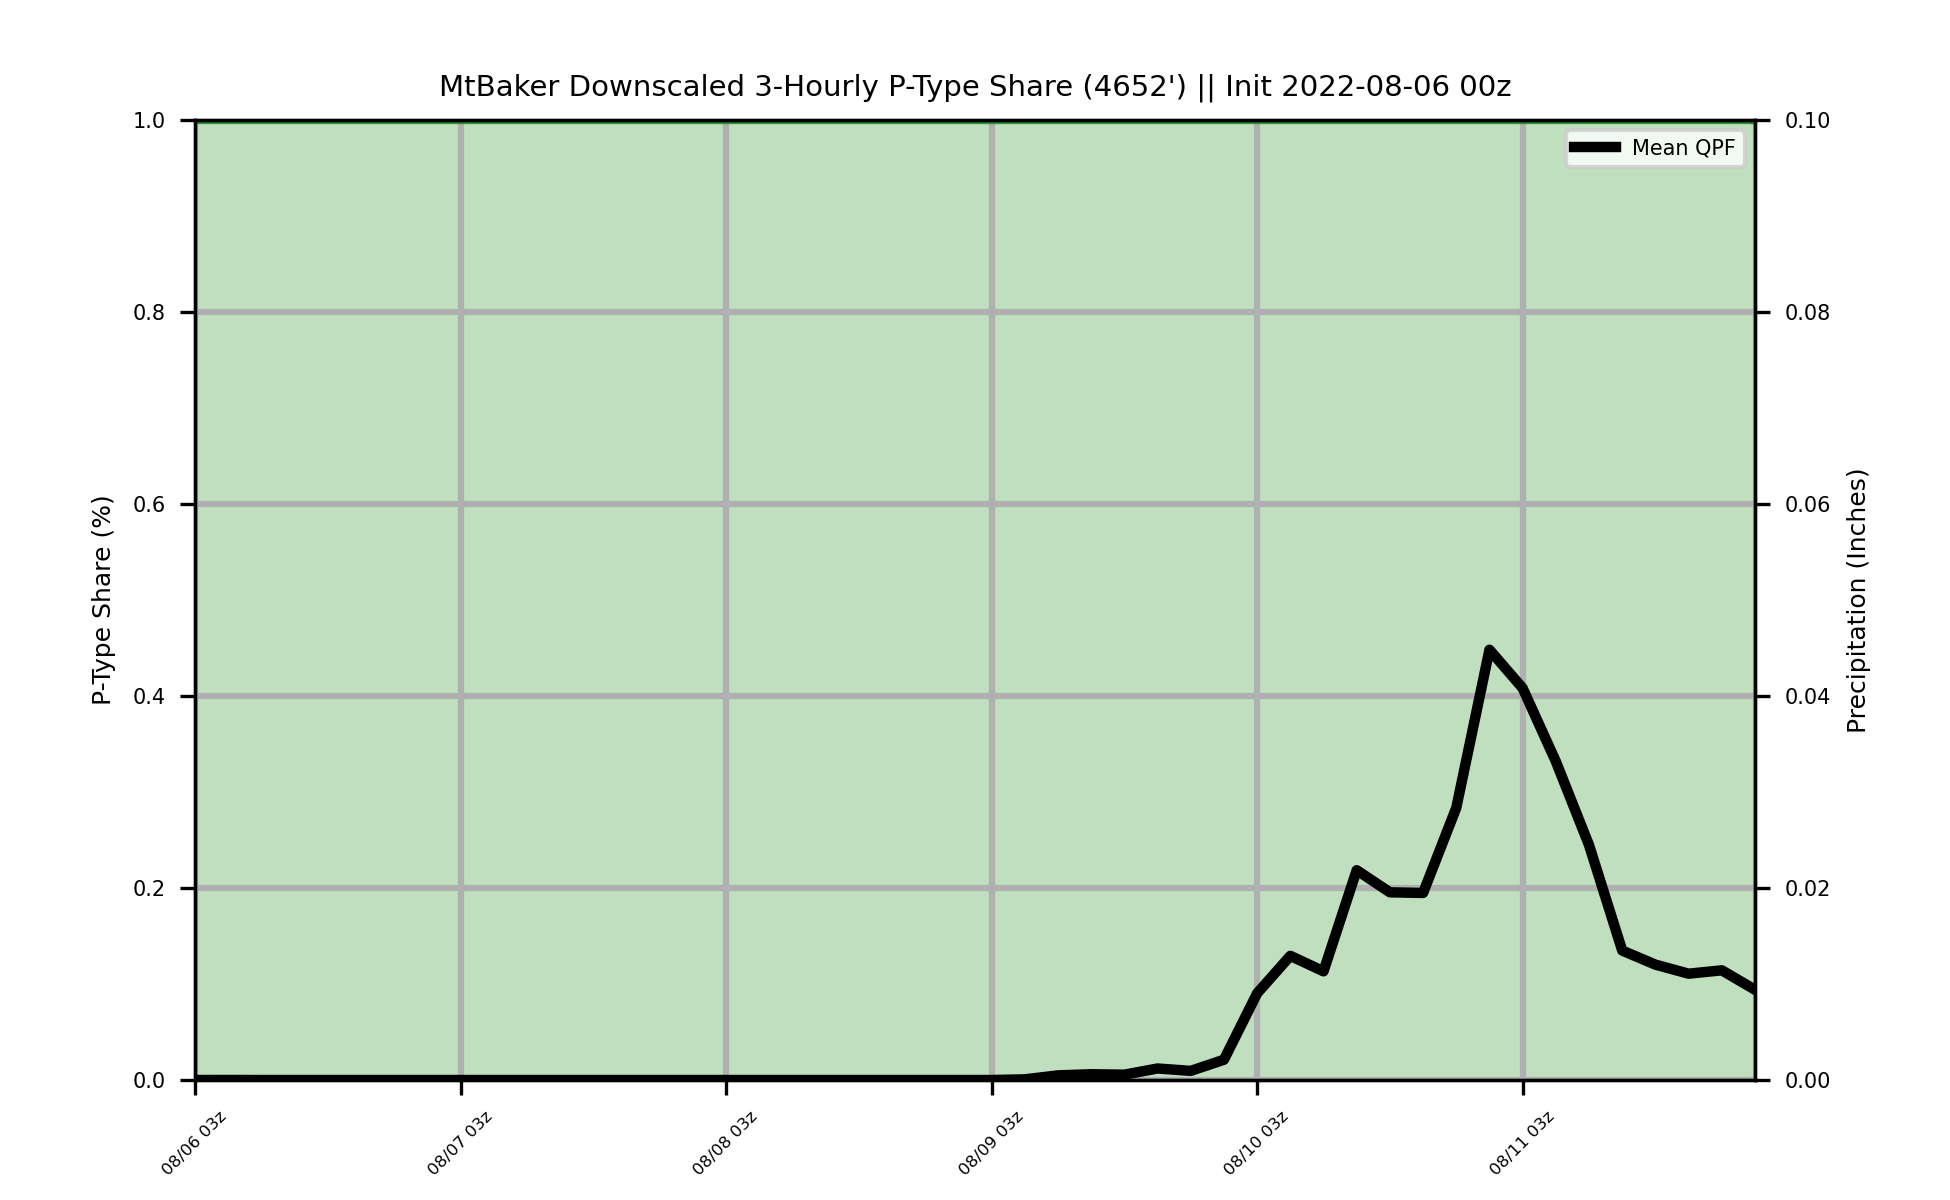 MtBaker Downscaled 3-Hourly P-Type Share (4652') || Init 2022-08-06 00z
Mean QPF
P-Type Share (%)
1.0
0.8
0.6
0.4
0.2
0.0
0.10
0.08
0.06
0.04
0.02
0.00
Precipitation (Inches)
08/06 03z
08/07 03z
08/08 03z
08/09 03z
08/10 03z
08/11 03z